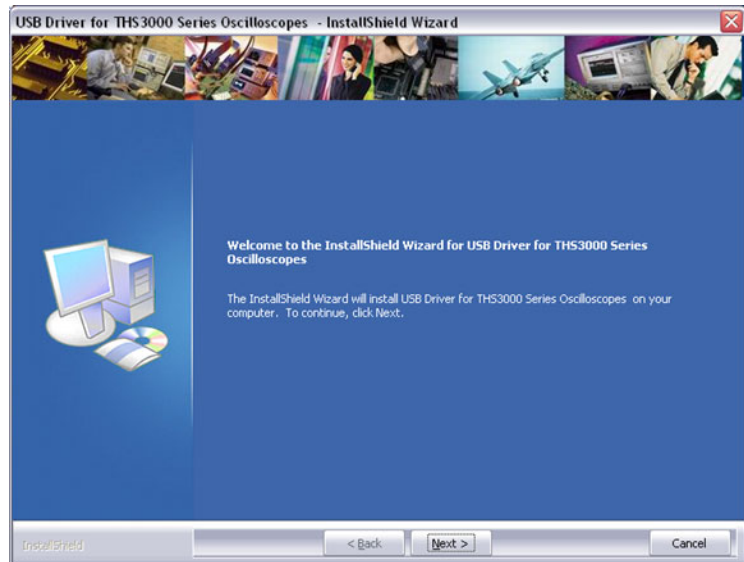 USB Driver for THS3000 Series Oscilloscopes - InstallShield Wizard
Welcome to the InstallShield Wizard for USB Driver for THS3000 Series
Oscilloscopes
The InstallShield Wizard will install USB Driver for THS3000 Series Oscilloscopes on your
computer. To continue, click Next.
InstallShield
< Back
Next >
Cancel